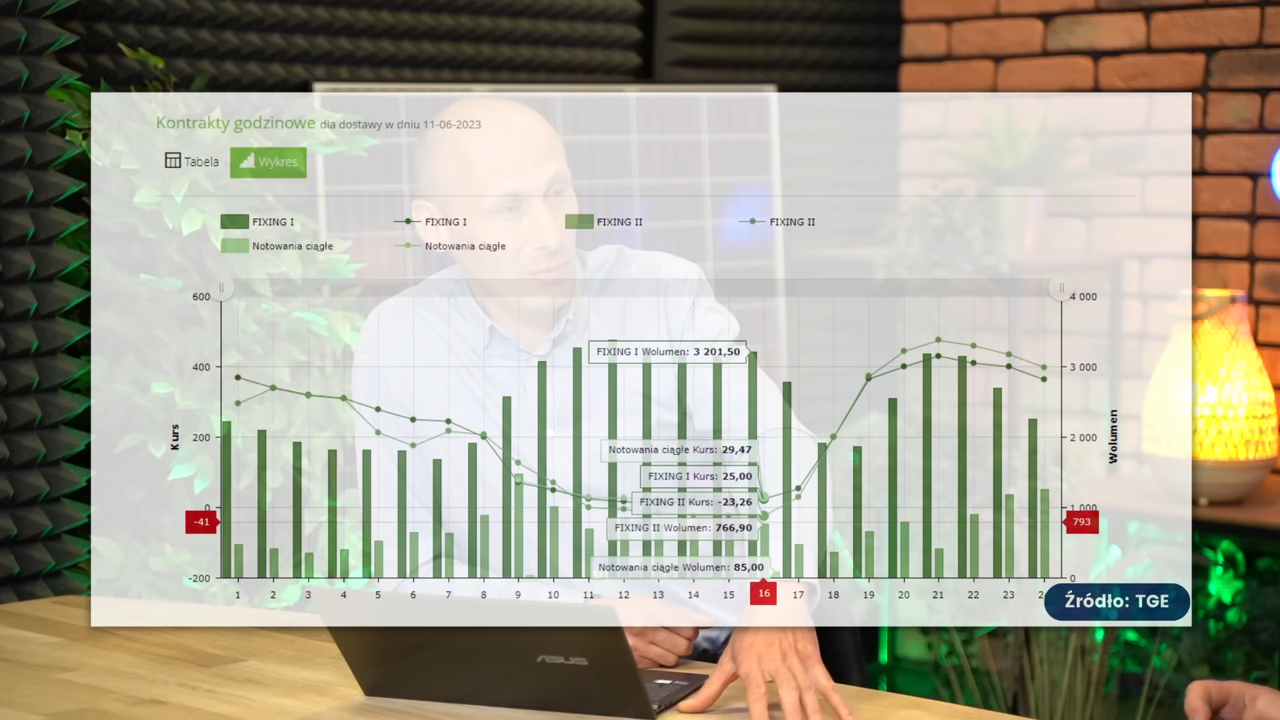 Kontrakty godzinowe dla dostawy w dniu 11-06-2023
Tabela Wykres
FIXING I FIXING I FIXING II FIXING II
Notowania ciągłe Notowania ciągłe
600 4 000
FIXING I Wolumen: 3 201,50
400 3 000
Kurs
Wolumen
200 2 000
Notowania ciągłe Kurs: 29,47
FIXING I Kurs: 25,00
FIXING II Kurs: -23,26
0 1 000
-41 793
FIXING II Wolumen: 766,90
Notowania ciągłe Wolumen: 85,00
-200 0
1 2 3 4 5 6 7 8 9 10 11 12 13 14 15 16 17 18 19 20 21 22 23
Źródło: TGE
ASUS